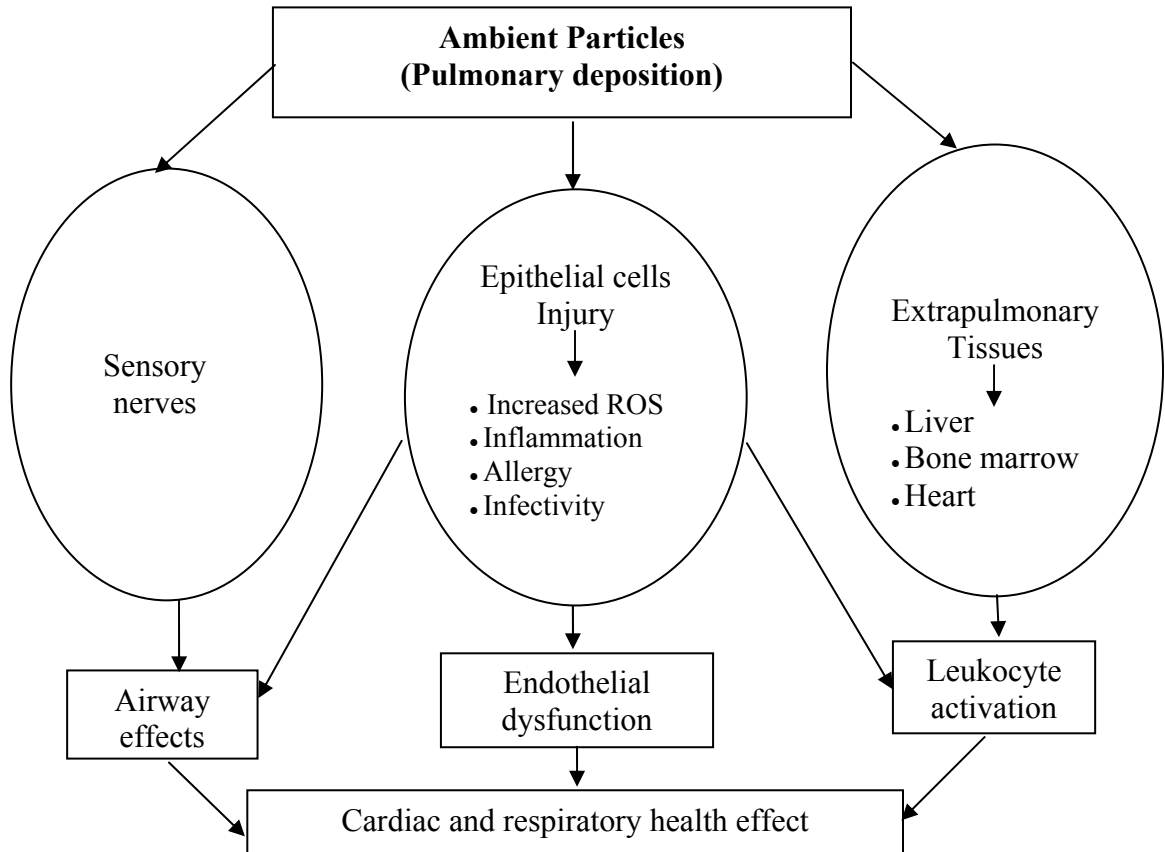 Ambient Particles
(Pulmonary deposition)
Sensory
nerves
Epithelial cells
Injury
• Increased ROS
• Inflammation
• Allergy
• Infectivity
Extrapulmonary
Tissues
• Liver
• Bone marrow
• Heart
Airway
effects
Endothelial
dysfunction
Leukocyte
activation
Cardiac and respiratory health effect